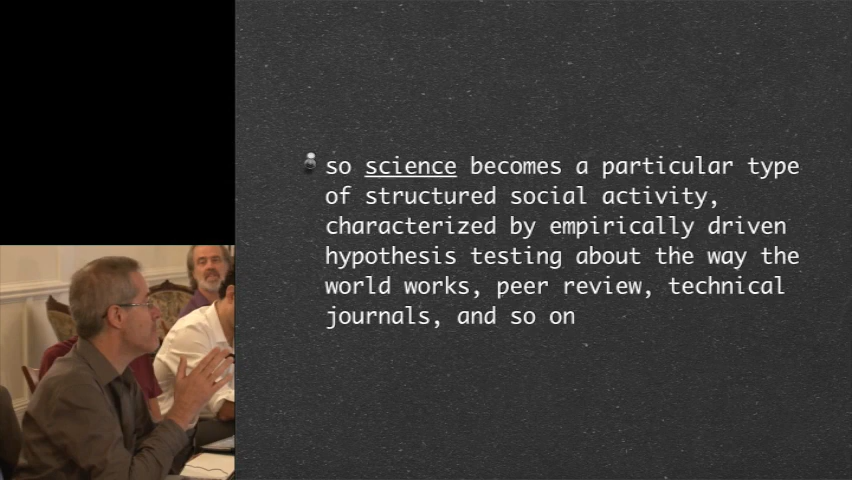 so science becomes a particular type
of structured social activity,
characterized by empirically driven
hypothesis testing about the way the
world works, peer review, technical
journals, and so on